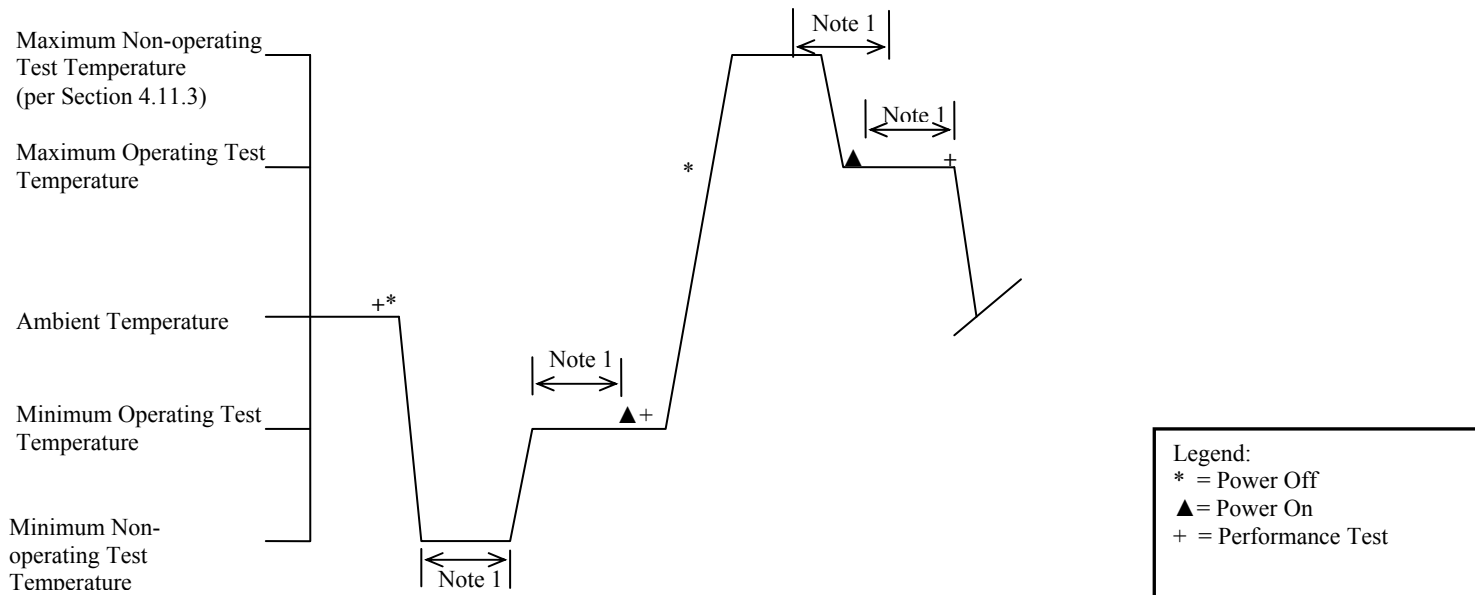 Note 1
Maximum Non-operating
Test Temperature
(per Section 4.11.3)
Note 1
Maximum Operating Test
Temperature
▲
+
*
+*
Ambient Temperature
Note 1
Minimum Operating Test
Temperature
▲+
Minimum Non-
operating Test
Temperature
Note 1
Legend:
* = Power Off
▲= Power On
+ = Performance Test